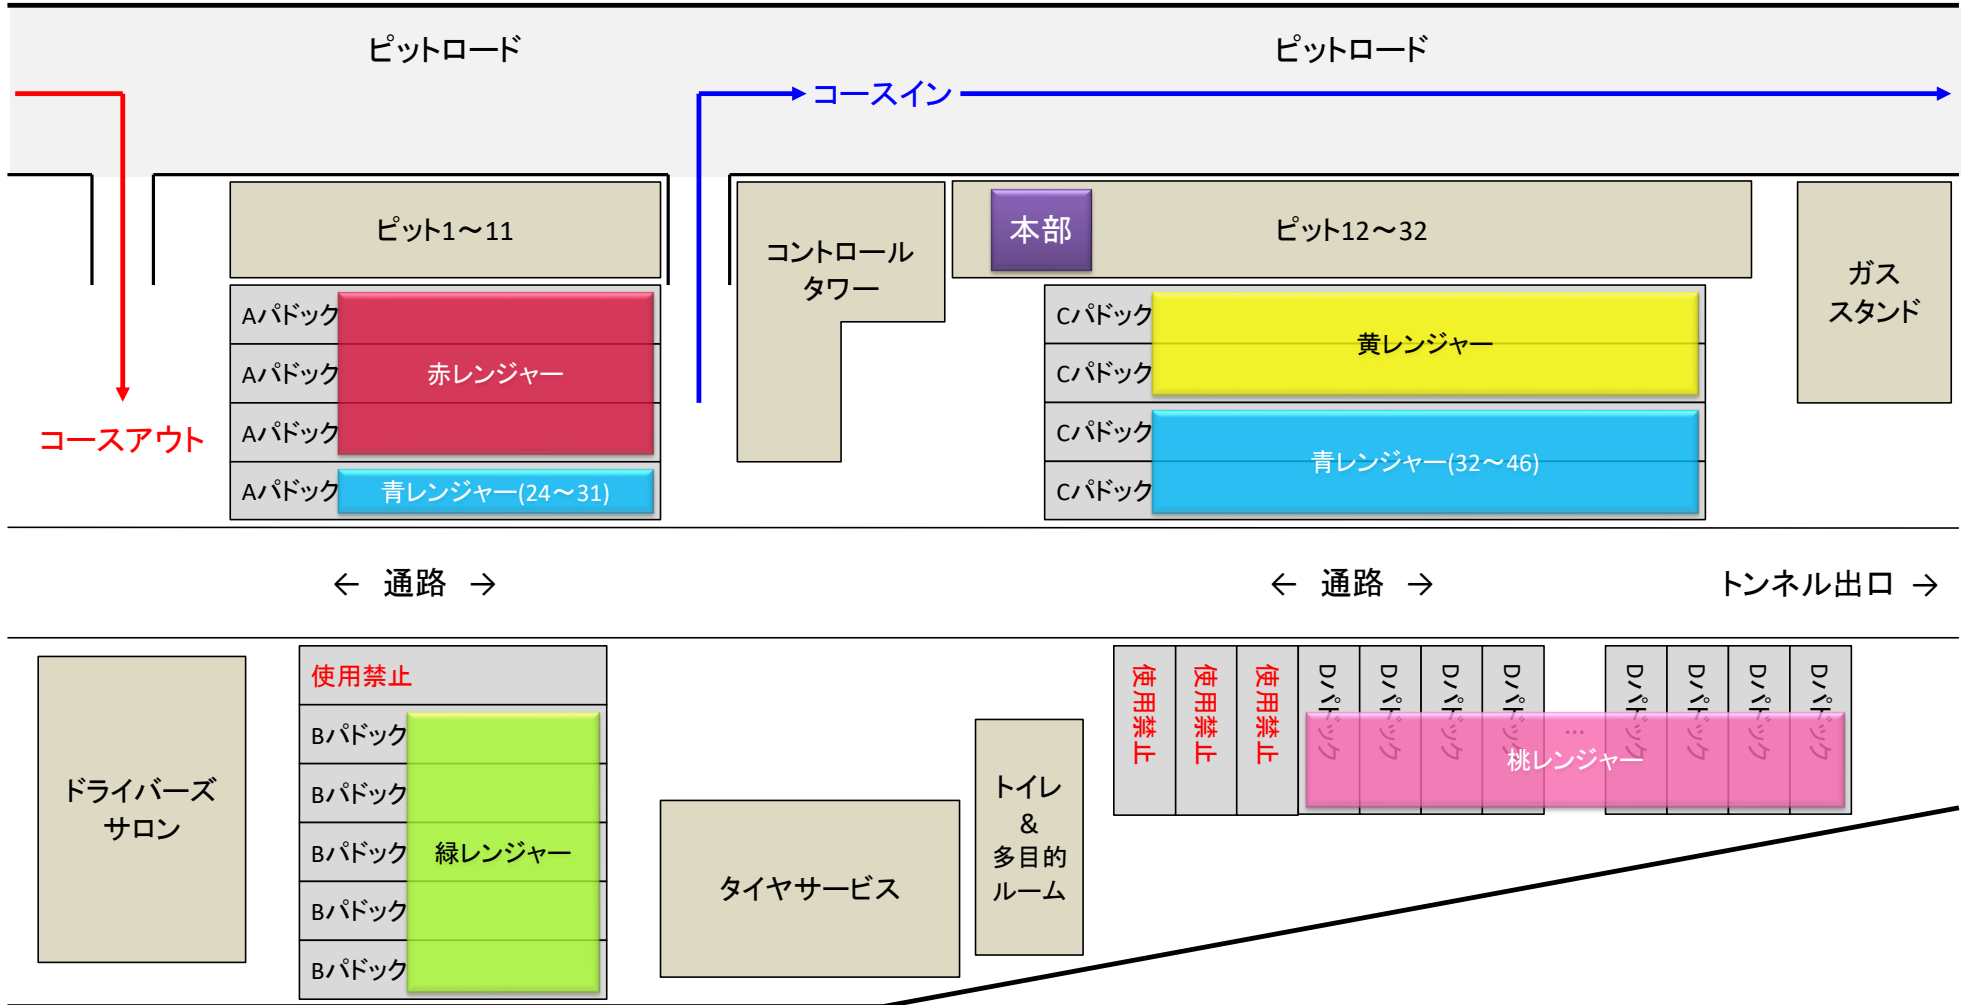 ピットロード
ピットロード
コースイン
ピット1～11
コントロール
タワー
本部
ピット12～32
ガス
スタンド
Aパドック
Aパドック
Aパドック
Aパドック
赤レンジャー
青レンジャー(24～31)
コースアウト
Cパドック
Cパドック
Cパドック
Cパドック
黄レンジャー
青レンジャー(32～46)
← 通路 →
← 通路 →
トンネル出口 →
ドライバーズ
サロン
使用禁止
Bパドック
Bパドック
Bパドック
Bパドック
Bパドック
緑レンジャー
タイヤサービス
トイレ
&
多目的
ルーム
使用禁止
使用禁止
使用禁止
Dパドック
Dパドック
Dパドック
Dパドック
…
Dパドック
Dパドック
Dパドック
Dパドック
桃レンジャー